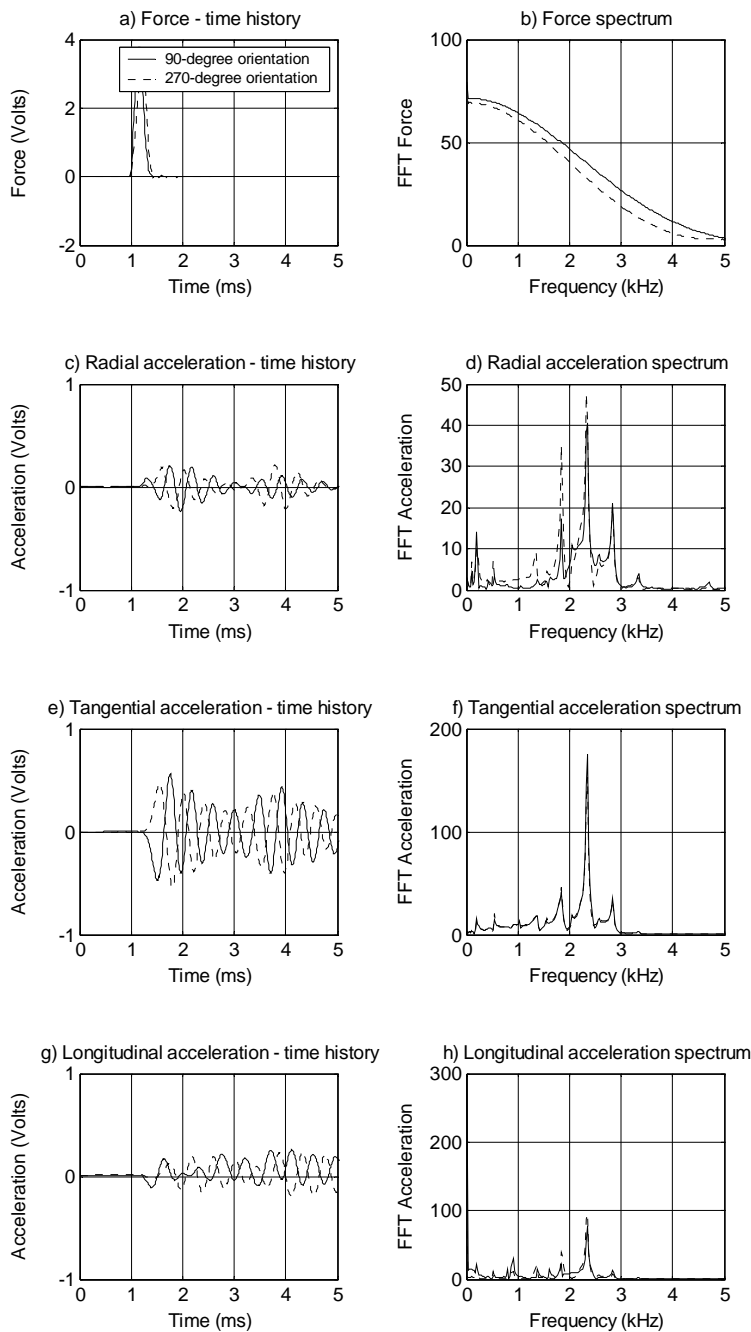 a) Force - time history
4
2
0
-2
Force (Volts)
90-degree orientation
270-degree orientation
0 1 2 3 4 5
Time (ms)
b) Force spectrum
100
50
0
FFT Force
0 1 2 3 4 5
Frequency (kHz)
c) Radial acceleration - time history
1
0
-1
Acceleration (Volts)
0 1 2 3 4 5
Time (ms)
d) Radial acceleration spectrum
50
40
30
20
10
0
FFT Acceleration
0 1 2 3 4 5
Frequency (kHz)
e) Tangential acceleration - time history
1
0
-1
Acceleration (Volts)
0 1 2 3 4 5
Time (ms)
f) Tangential acceleration spectrum
200
100
0
FFT Acceleration
0 1 2 3 4 5
Frequency (kHz)
g) Longitudinal acceleration - time history
1
0
-1
Acceleration (Volts)
0 1 2 3 4 5
Time (ms)
h) Longitudinal acceleration spectrum
300
200
100
0
FFT Acceleration
0 1 2 3 4 5
Frequency (kHz)